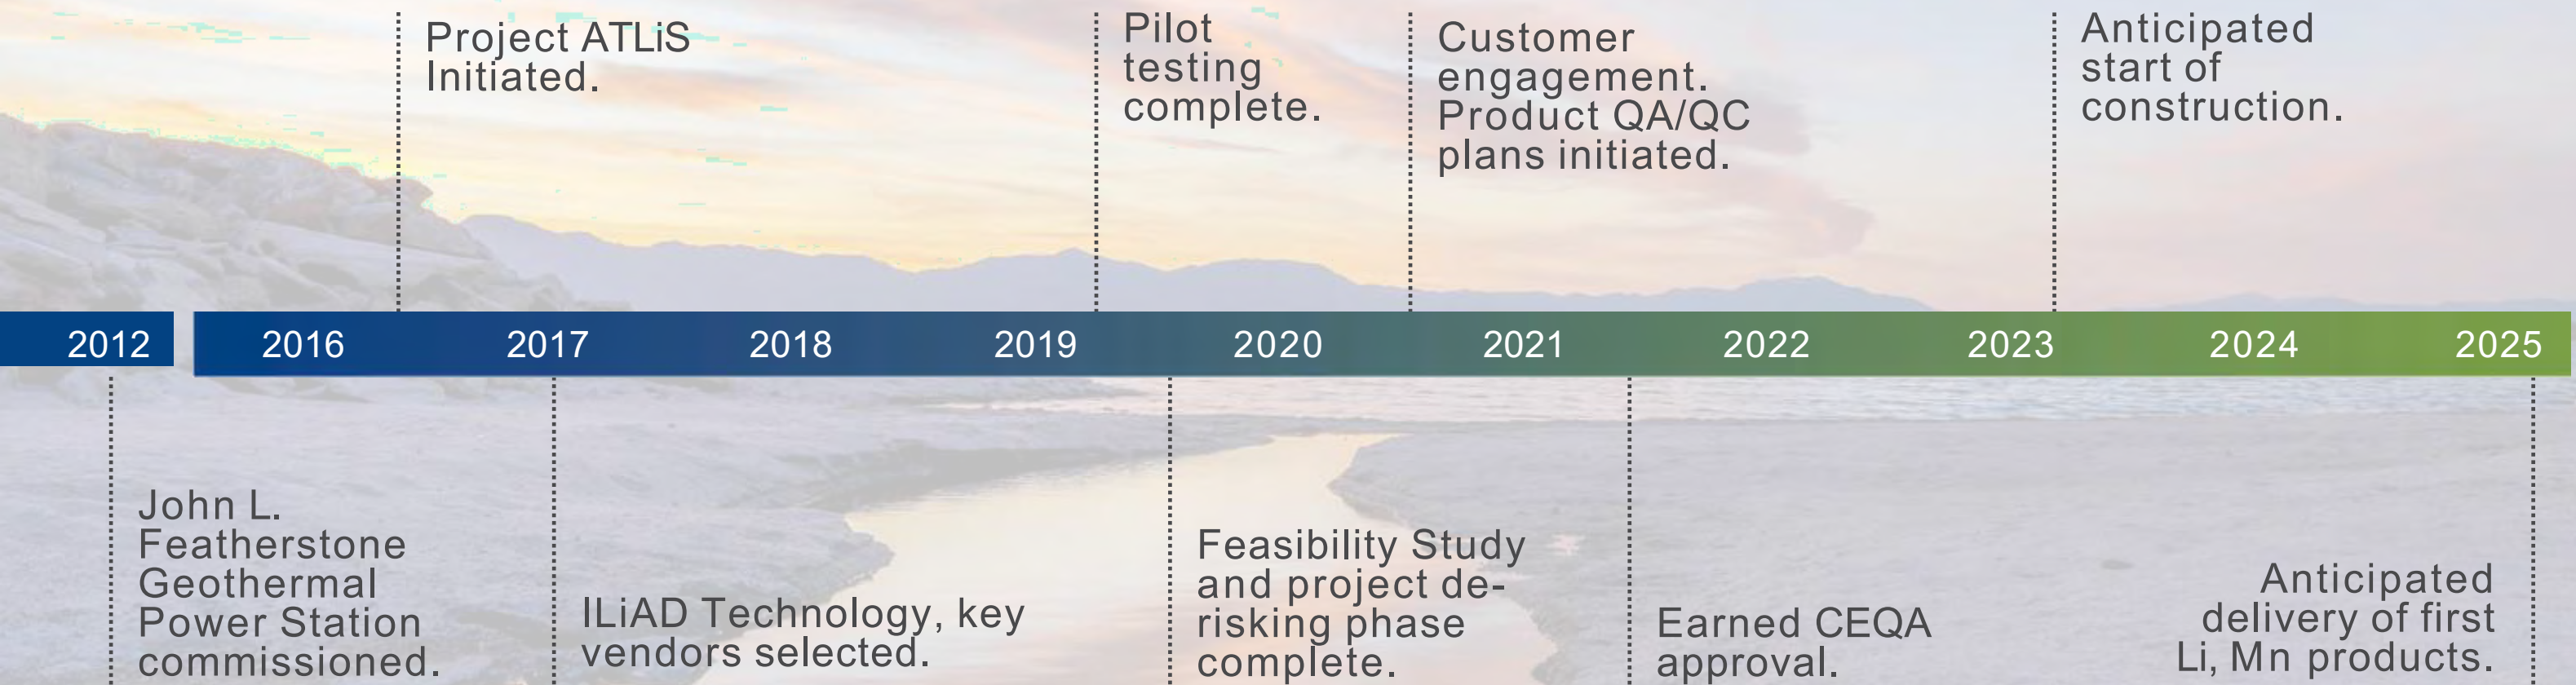 Project ATLiS
Initiated.
Pilot
testing
complete.
Customer
engagement.
Product QA/QC
plans initiated.
Anticipated
start of
construction.
2012 2016 2017 2018 2019 2020 2021 2022 2023 2024 2025
John L.
Featherstone
Geothermal
Power Station
commissioned.
ILiAD Technology, key
vendors selected.
Feasibility Study
and project de-
risking phase
complete.
Earned CEQA
approval.
Anticipated
delivery of first
Li, Mn products.